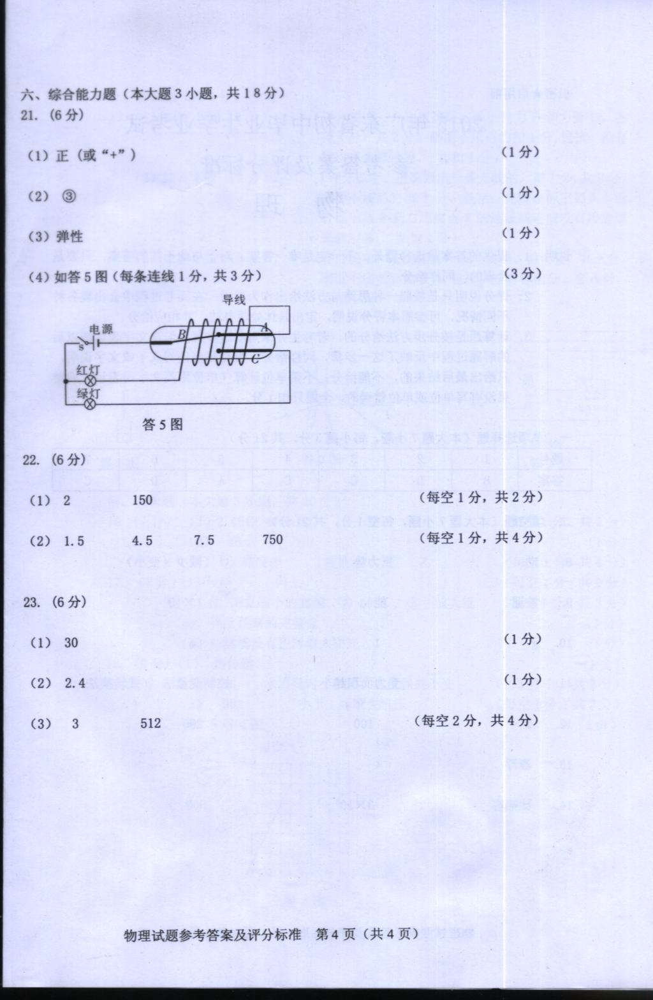 六、综合能力题（本大题3小题，共18分）
21.（6分）
（1）正（或“+”）（1分）
（2）③（1分）
（3）弹性（1分）
（4）如答5图（每条连线1分，共3分）（3分）
导线
电源
B
A
S
C
红灯
绿灯
答5图
22.（6分）
（1）2 150（每空1分，共2分）
（2）1.5 4.5 7.5 750（每空1分，共4分）
23.（6分）
（1）30（1分）
（2）2.4（1分）
（3）3 512（每空2分，共4分）
物理试题参考答案及评分标准 第4页（共4页）